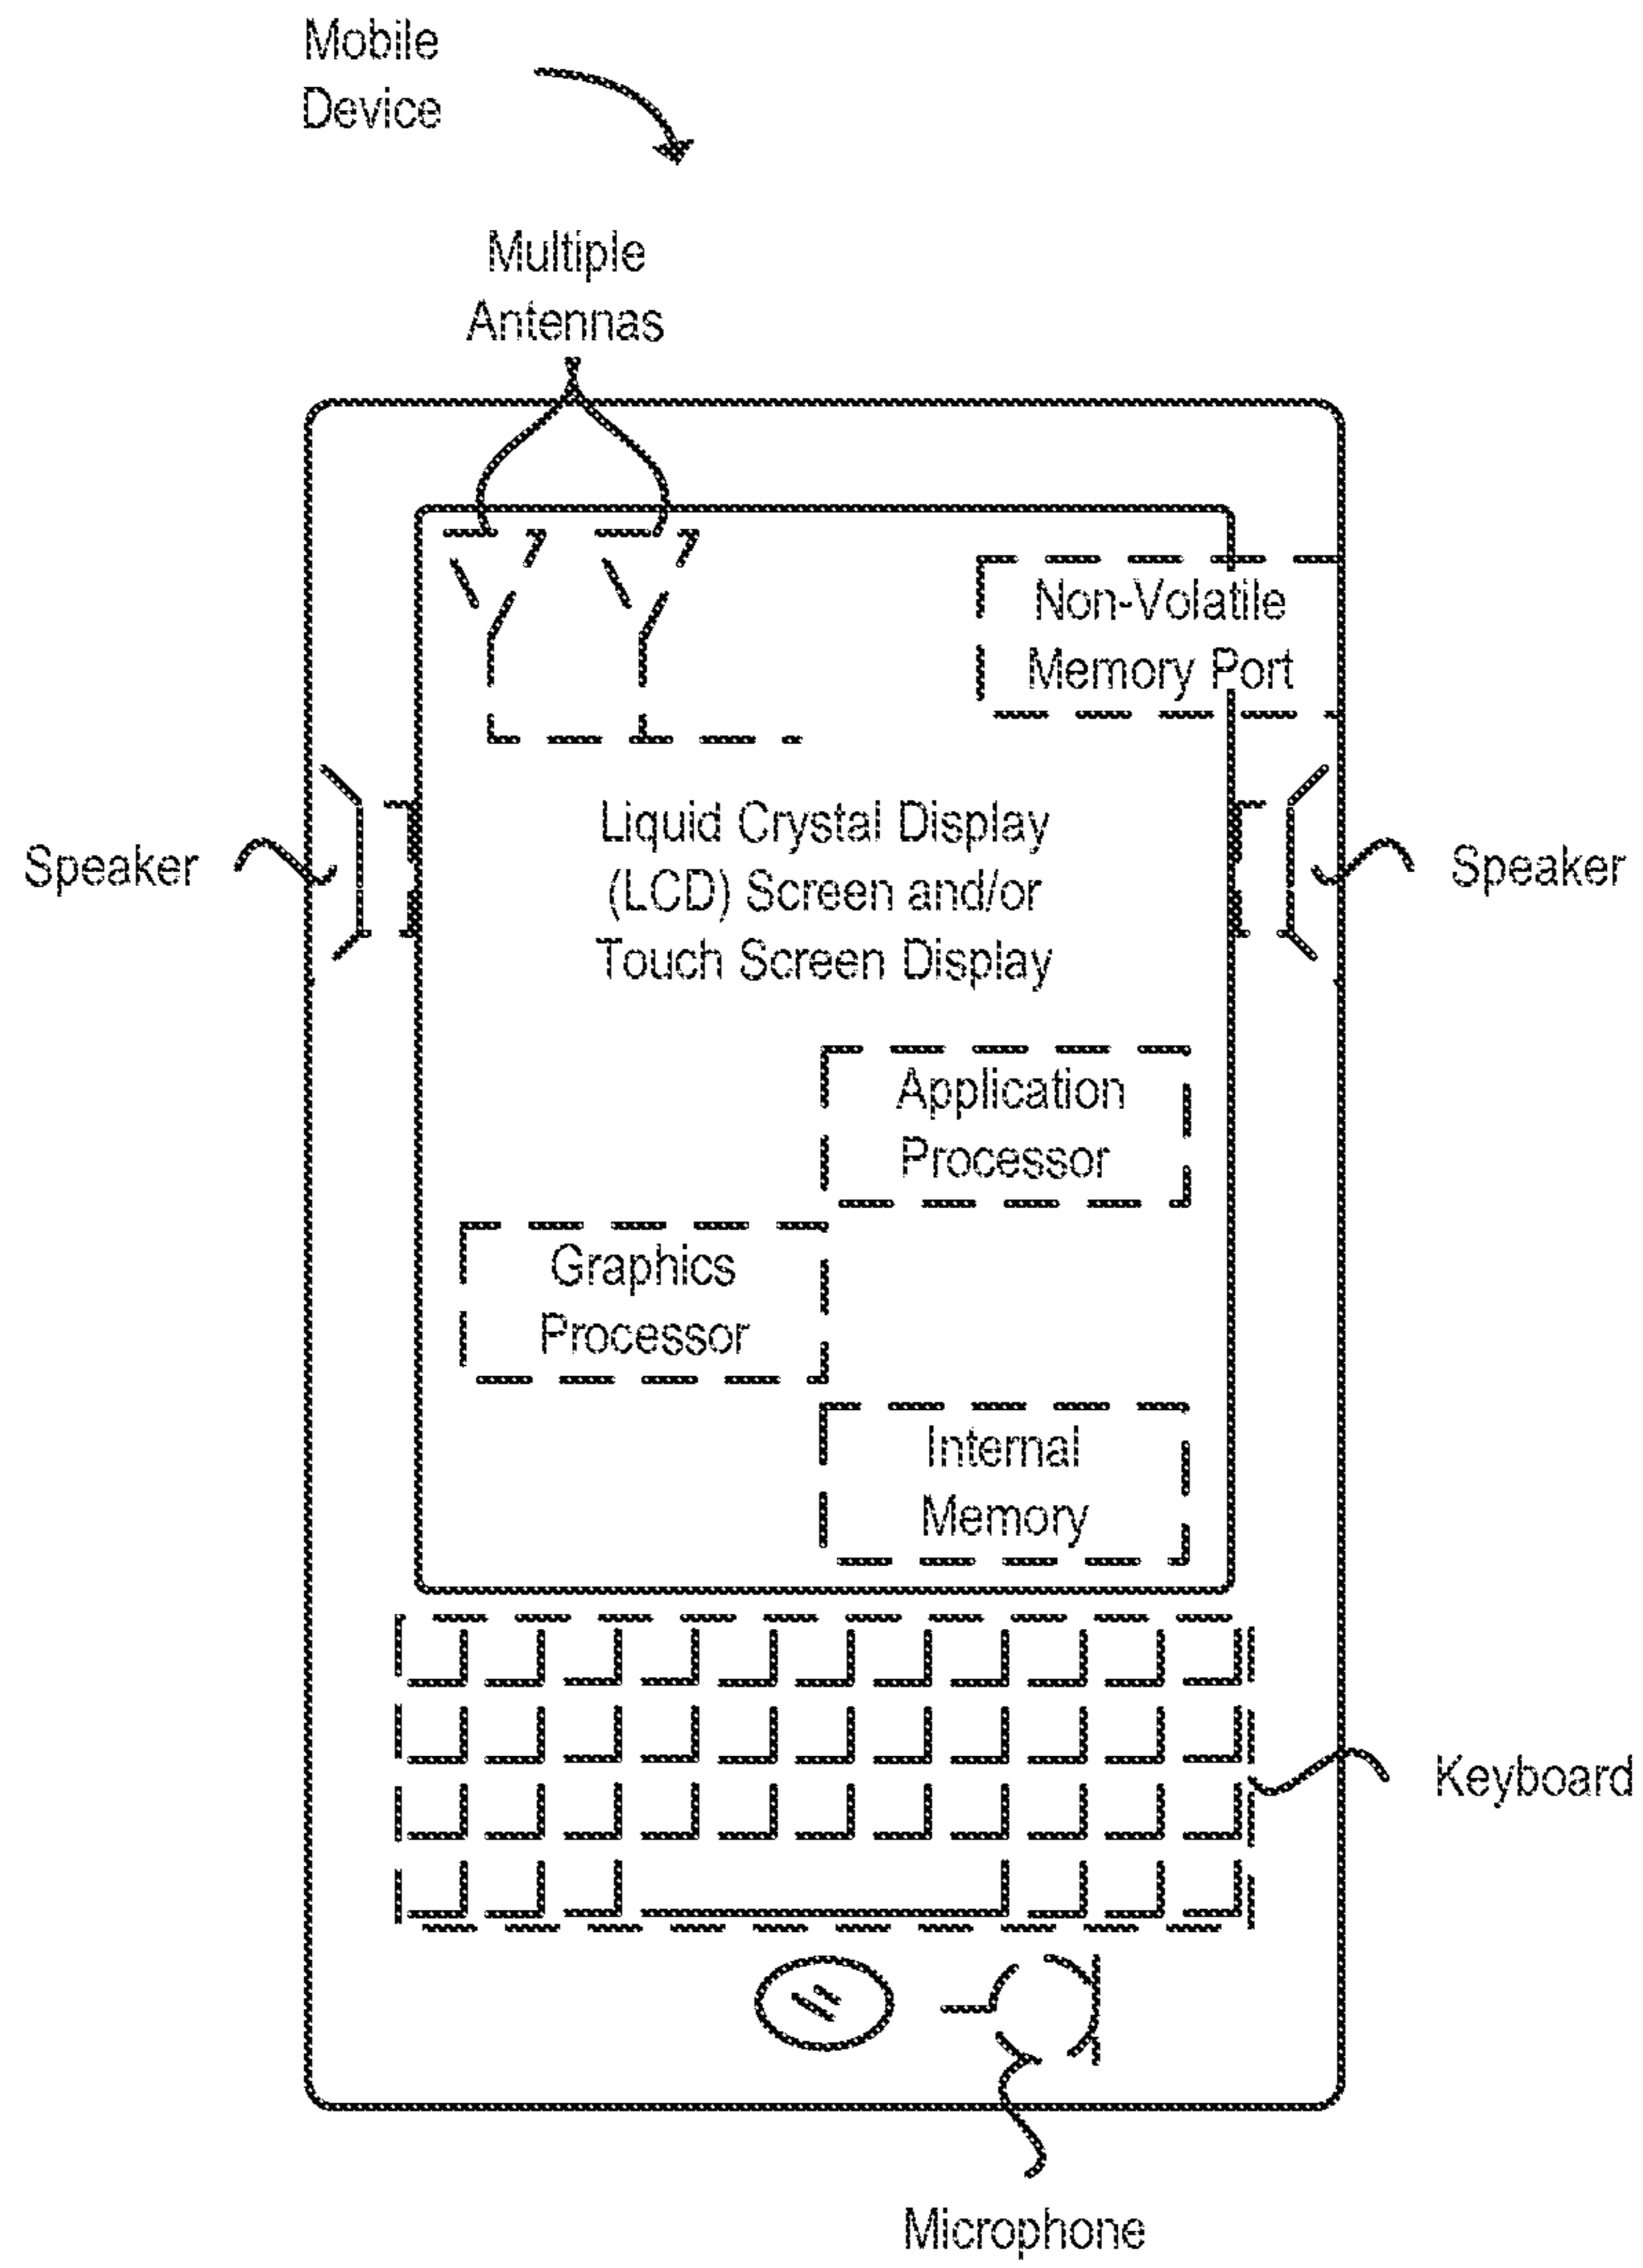 Mobile
Device
Multiple
Antennas
Non-Volatile
Memory Port
Speaker
Liquid Crystal Display
(LCD) Screen and/or
Touch Screen Display
Speaker
Application
Processor
Graphics
Processor
Internal
Memory
Keyboard
Microphone